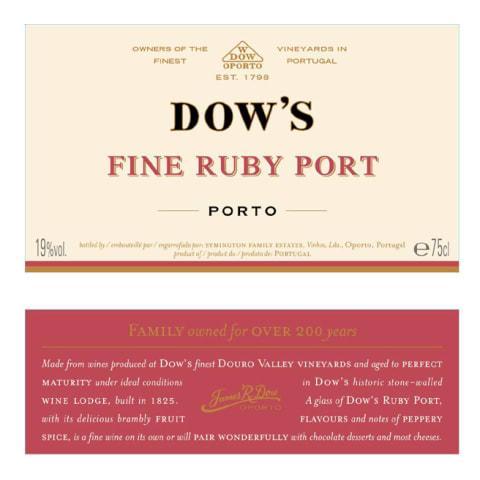 OWNERS OF THE FINEST
W DOW OPORTO
VINEYARDS IN PORTUGAL
EST. 1798
DOW'S
FINE RUBY PORT
PORTO
19%vol.
bottled by / embouteillé par / engarrafado por: SYMINGTON FAMILY ESTATES, Vinhos, Lda., Oporto, Portugal
product of / produit du / produto de: PORTUGAL
℮75cl
FAMILY owned for OVER 200 years
Made from wines produced at DOW'S finest DOURO VALLEY VINEYARDS and aged to PERFECT
MATURITY under ideal conditions in DOW'S historic stone-walled
WINE LODGE, built in 1825. A glass of DOW'S RUBY PORT,
James R Dow
OPORTO
with its delicious brambly FRUIT FLAVOURS and notes of PEPPERY
SPICE, is a fine wine on its own or will PAIR WONDERFULLY with chocolate desserts and most cheeses.